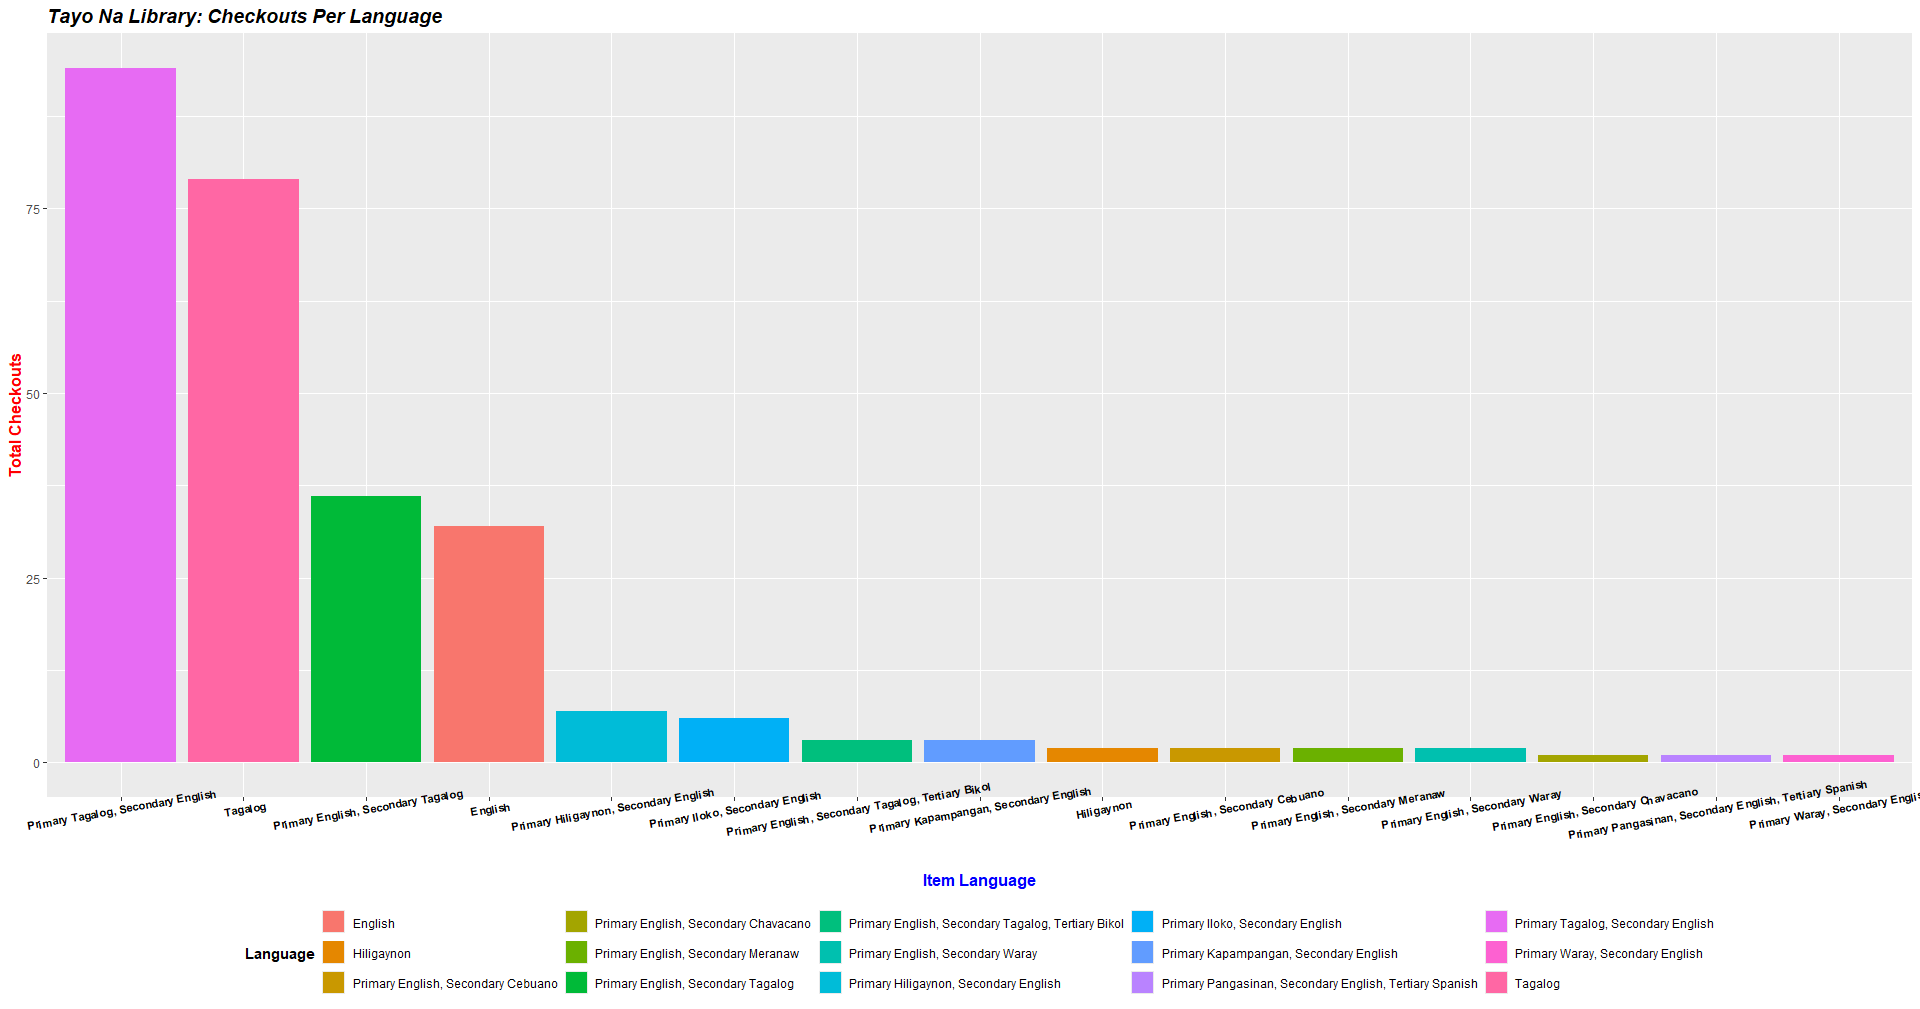 Tayo Na Library: Checkouts Per Language
Total Checkouts
75
50
25
0
Primary Tagalog, Secondary English
Tagalog
Primary English, Secondary Tagalog
English
Primary Hiligaynon, Secondary English
Primary Iloko, Secondary English
Primary English, Secondary Tagalog, Tertiary Bikol
Primary Kapampangan, Secondary English
Hiligaynon
Primary English, Secondary Cebuano
Primary English, Secondary Meranaw
Primary English, Secondary Waray
Primary English, Secondary Chavacano
Primary Pangasinan, Secondary English, Tertiary Spanish
Primary Waray, Secondary Englis
Item Language
Language
English
Hiligaynon
Primary English, Secondary Cebuano
Primary English, Secondary Chavacano
Primary English, Secondary Meranaw
Primary English, Secondary Tagalog
Primary English, Secondary Tagalog, Tertiary Bikol
Primary English, Secondary Waray
Primary Hiligaynon, Secondary English
Primary Iloko, Secondary English
Primary Kapampangan, Secondary English
Primary Pangasinan, Secondary English, Tertiary Spanish
Primary Tagalog, Secondary English
Primary Waray, Secondary English
Tagalog